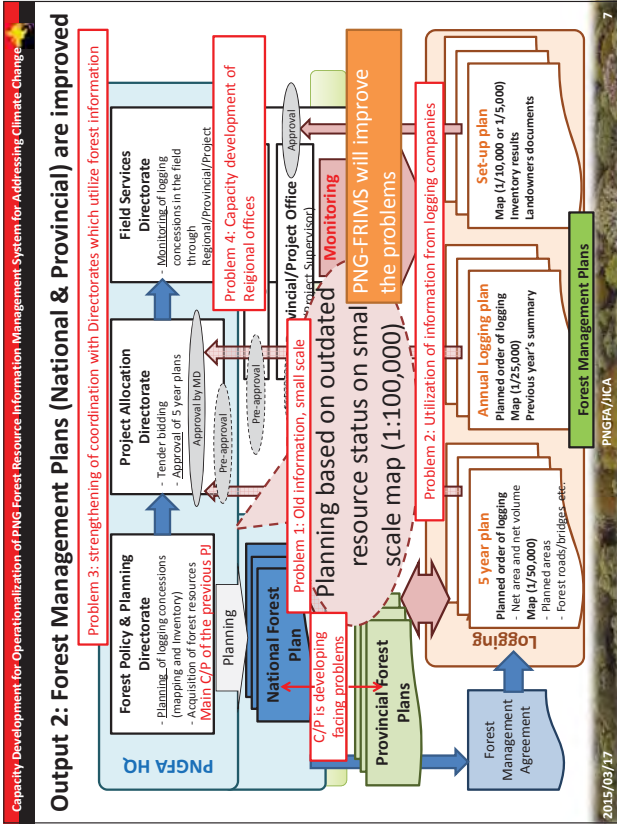 Capacity Development for Operationalization of PNG Forest Resource Information Management System for Addressing Climate Change
Output 2: Forest Management Plans (National & Provincial) are improved
Problem 3: strengthening of coordination with Directorates which utilize forest information
PNGFA HQ
Forest Policy & Planning
Directorate
- Planning of logging concessions
(mapping and Inventory)
- Acquisition of forest resources
Main C/P of the previous PJ
Project Allocation
Directorate
- Tender bidding
- Approval of 5 year plans
Field Services
Directorate
- Monitoring of logging
concessions in the field
through
Regional/Provincial/Project
Approval by MD
Pre-approval
Pre-approval
Approval
Problem 4: Capacity development of
Reigional offices
Planning
National Forest
Plan
Problem 1: Old information, small scale
vincial/Project Office
Project Supervisor)
Monitoring
Planning based on outdated
resource status on small
scale map (1:100,000)
PNG-FRIMS will improve
the problems
C/P is developing
facing problems
Provincial Forest
Plans
Problem 2: Utilization of information from logging companies
Forest
Management
Agreement
Logging
5 year plan
Planned order of logging
- Net area and net volume
Map (1/50,000)
- Planned areas
- Forest roads/bridges etc.
Annual Logging plan
Planned order of logging
Map (1/25,000)
Previous year's summary
Set-up plan
Map (1/10,000 or 1/5,000)
Inventory results
Landowners documents
Forest Management Plans
2015/03/17
PNGFA/JICA
7